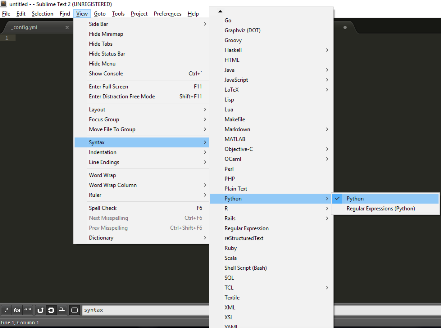 untitled - - Sublime Text 2 (UNREGISTERED)
File Edit Selection Find View Goto Tools Project Preferences Help
_config.yml
1
Side Bar
Hide Minimap
Hide Tabs
Hide Status Bar
Hide Menu
Show Console Ctrl+`
Enter Full Screen F11
Enter Distraction Free Mode Shift+F11
Layout
Focus Group
Move File To Group
Syntax
Indentation
Line Endings
Word Wrap
Word Wrap Column
Ruler
Spell Check F6
Next Misspelling Ctrl+F6
Prev Misspelling Ctrl+Shift+F6
Dictionary
Go
Graphviz (DOT)
Groovy
Haskell
HTML
Java
JavaScript
LaTeX
Lisp
Lua
Makefile
Markdown
MATLAB
Objective-C
OCaml
Perl
PHP
Plain Text
Python
R
Rails
Regular Expression
reStructuredText
Ruby
Scala
Shell Script (Bash)
SQL
TCL
Textile
XML
XSL
YAML
Python
Regular Expressions (Python)
syntax
Line 1, Column 1